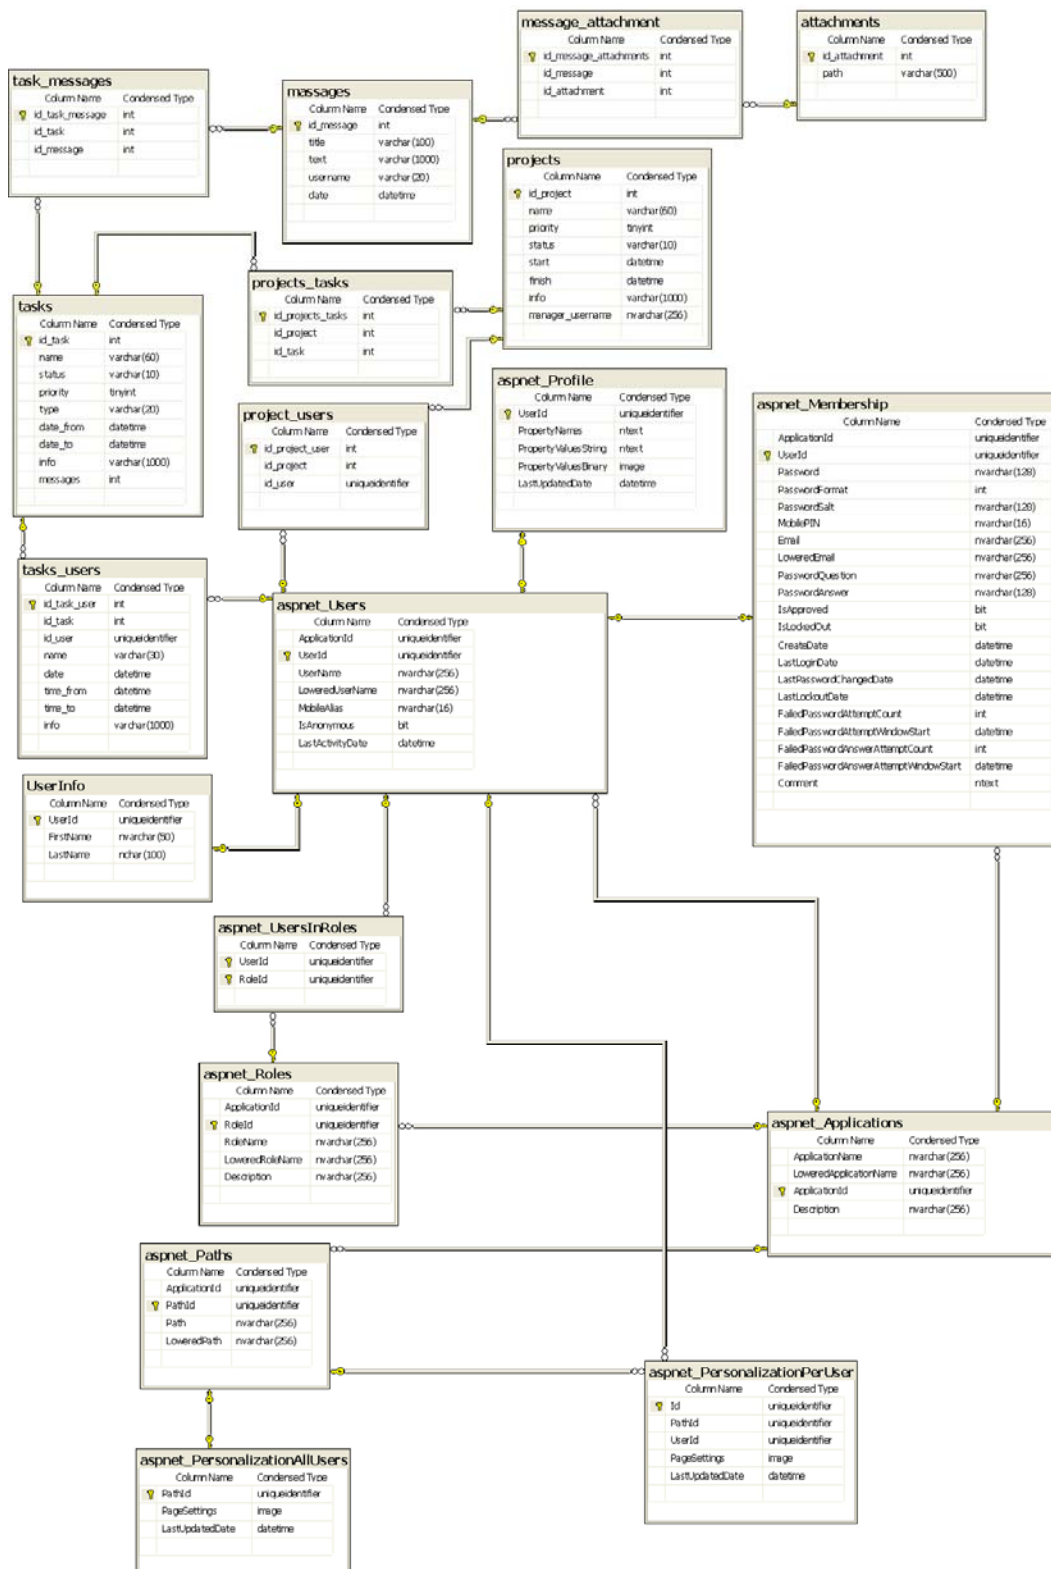 message_attachment
Column Name Condensed Type
id_message_attachments int
id_message int
id_attachment int
attachments
Column Name Condensed Type
id_attachment int
path varchar(500)
task_messages
Column Name Condensed Type
id_task_message int
id_task int
id_message int
massages
Column Name Condensed Type
id_message int
title varchar(100)
text varchar(1000)
username varchar(20)
date datetime
projects
Column Name Condensed Type
id_project int
name varchar(60)
priority tinyint
status varchar(10)
start datetime
finish datetime
info varchar(1000)
manager_username nvarchar(256)
projects_tasks
Column Name Condensed Type
id_projects_tasks int
id_project int
id_task int
tasks
Column Name Condensed Type
id_task int
name varchar(60)
status varchar(10)
priority tinyint
type varchar(20)
date_from datetime
date_to datetime
info varchar(1000)
messages int
project_users
Column Name Condensed Type
id_project_user int
id_project int
id_user uniqueidentifier
aspnet_Profile
Column Name Condensed Type
UserId uniqueidentifier
PropertyNames ntext
PropertyValuesString ntext
PropertyValuesBinary image
LastUpdatedDate datetime
aspnet_Membership
Column Name Condensed Type
ApplicationId uniqueidentifier
UserId uniqueidentifier
Password nvarchar(128)
PasswordFormat int
PasswordSalt nvarchar(128)
MobilePIN nvarchar(16)
Email nvarchar(256)
LoweredEmail nvarchar(256)
PasswordQuestion nvarchar(256)
PasswordAnswer nvarchar(128)
IsApproved bit
IsLockedOut bit
CreateDate datetime
LastLoginDate datetime
LastPasswordChangedDate datetime
LastLockoutDate datetime
FailedPasswordAttemptCount int
FailedPasswordAttemptWindowStart datetime
FailedPasswordAnswerAttemptCount int
FailedPasswordAnswerAttemptWindowStart datetime
Comment ntext
tasks_users
Column Name Condensed Type
id_task_user int
id_task int
id_user uniqueidentifier
name varchar(30)
date datetime
time_from datetime
time_to datetime
info varchar(1000)
aspnet_Users
Column Name Condensed Type
ApplicationId uniqueidentifier
UserId uniqueidentifier
UserName nvarchar(256)
LoweredUserName nvarchar(256)
MobileAlias nvarchar(16)
IsAnonymous bit
LastActivityDate datetime
UserInfo
Column Name Condensed Type
UserId uniqueidentifier
FirstName nvarchar(50)
LastName nchar(100)
aspnet_UsersInRoles
Column Name Condensed Type
UserId uniqueidentifier
RoleId uniqueidentifier
aspnet_Roles
Column Name Condensed Type
ApplicationId uniqueidentifier
RoleId uniqueidentifier
RoleName nvarchar(256)
LoweredRoleName nvarchar(256)
Description nvarchar(256)
aspnet_Applications
Column Name Condensed Type
ApplicationName nvarchar(256)
LoweredApplicationName nvarchar(256)
ApplicationId uniqueidentifier
Description nvarchar(256)
aspnet_Paths
Column Name Condensed Type
ApplicationId uniqueidentifier
PathId uniqueidentifier
Path nvarchar(256)
LoweredPath nvarchar(256)
aspnet_PersonalizationPerUser
Column Name Condensed Type
Id uniqueidentifier
PathId uniqueidentifier
UserId uniqueidentifier
PageSettings image
LastUpdatedDate datetime
aspnet_PersonalizationAllUsers
Column Name Condensed Type
PathId uniqueidentifier
PageSettings image
LastUpdatedDate datetime